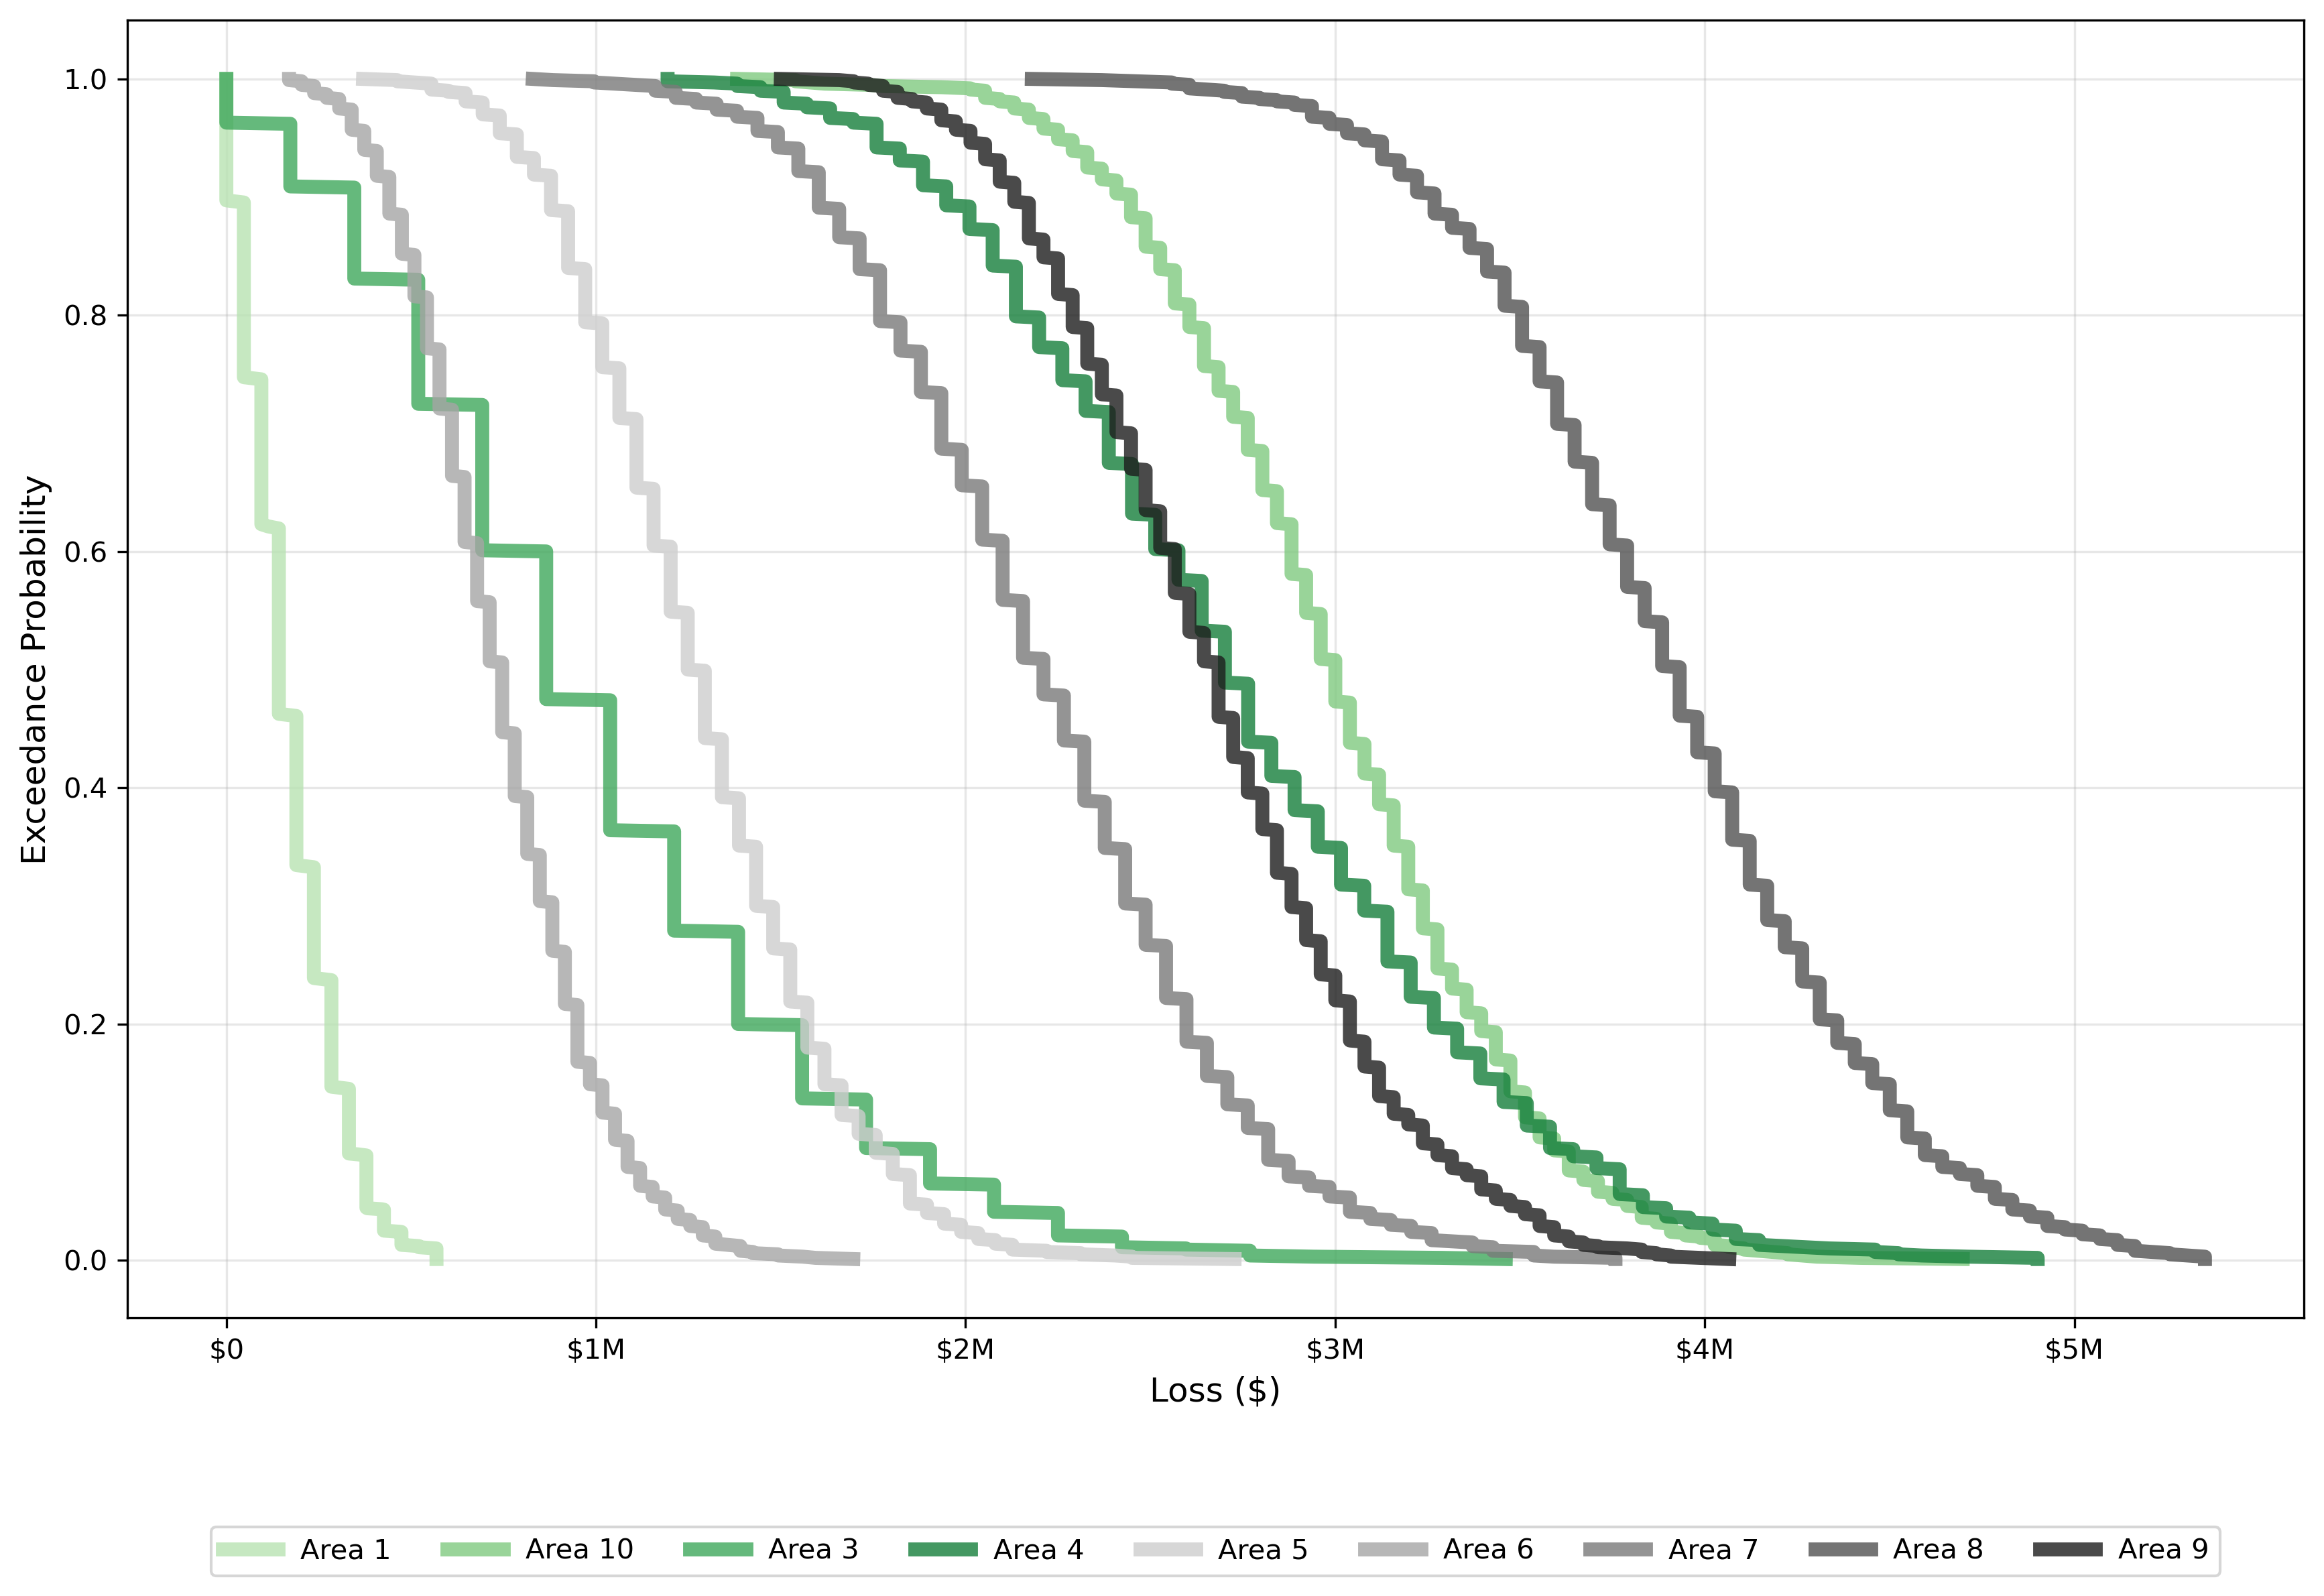 1.0
0.8
0.6
0.4
0.2
0.0
Exceedance Probability
$0 $1M $2M $3M $4M $5M
Loss ($)
Area 1 Area 10 Area 3 Area 4 Area 5 Area 6 Area 7 Area 8 Area 9